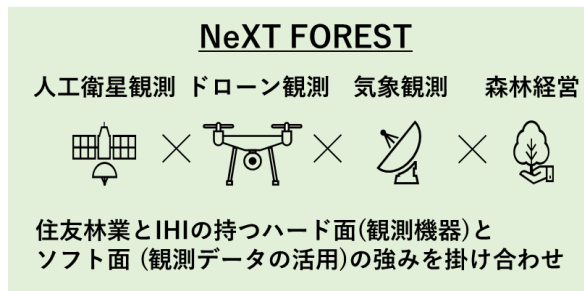 NeXT FOREST
人工衛星観測 ドローン観測 気象観測 森林経営
住友林業とIHIの持つハード面(観測機器)と
ソフト面 (観測データの活用)の強みを掛け合わせ